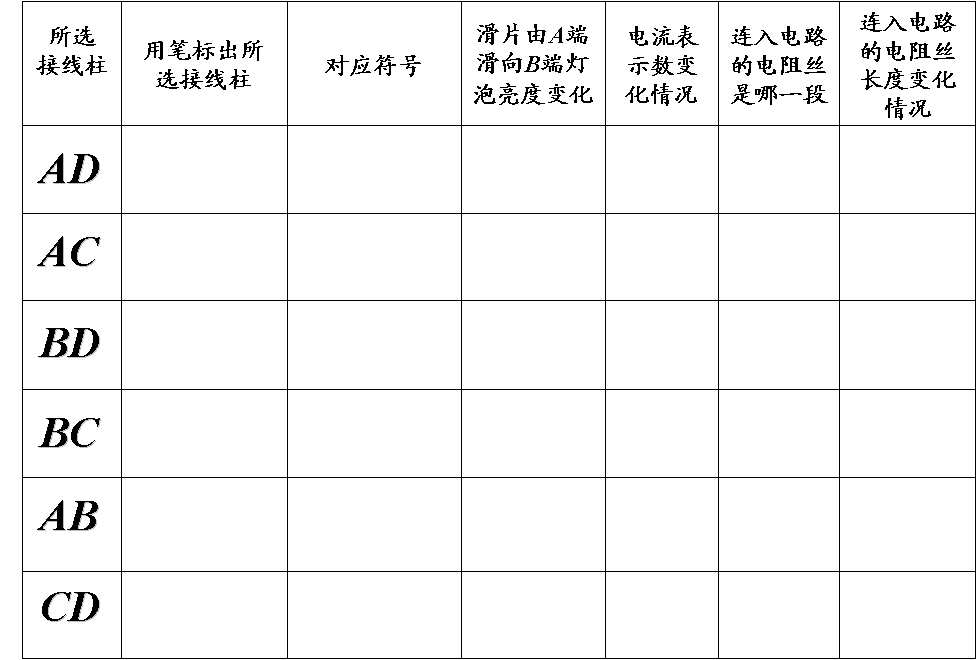 所选
接线柱
用笔标出所
选接线柱
对应符号
滑片由A端
滑向B端灯
泡亮度变化
电流表
示数变
化情况
连入电路
的电阻丝
是哪一段
连入电路
的电阻丝
长度变化
情况
AD
AC
BD
BC
AB
CD